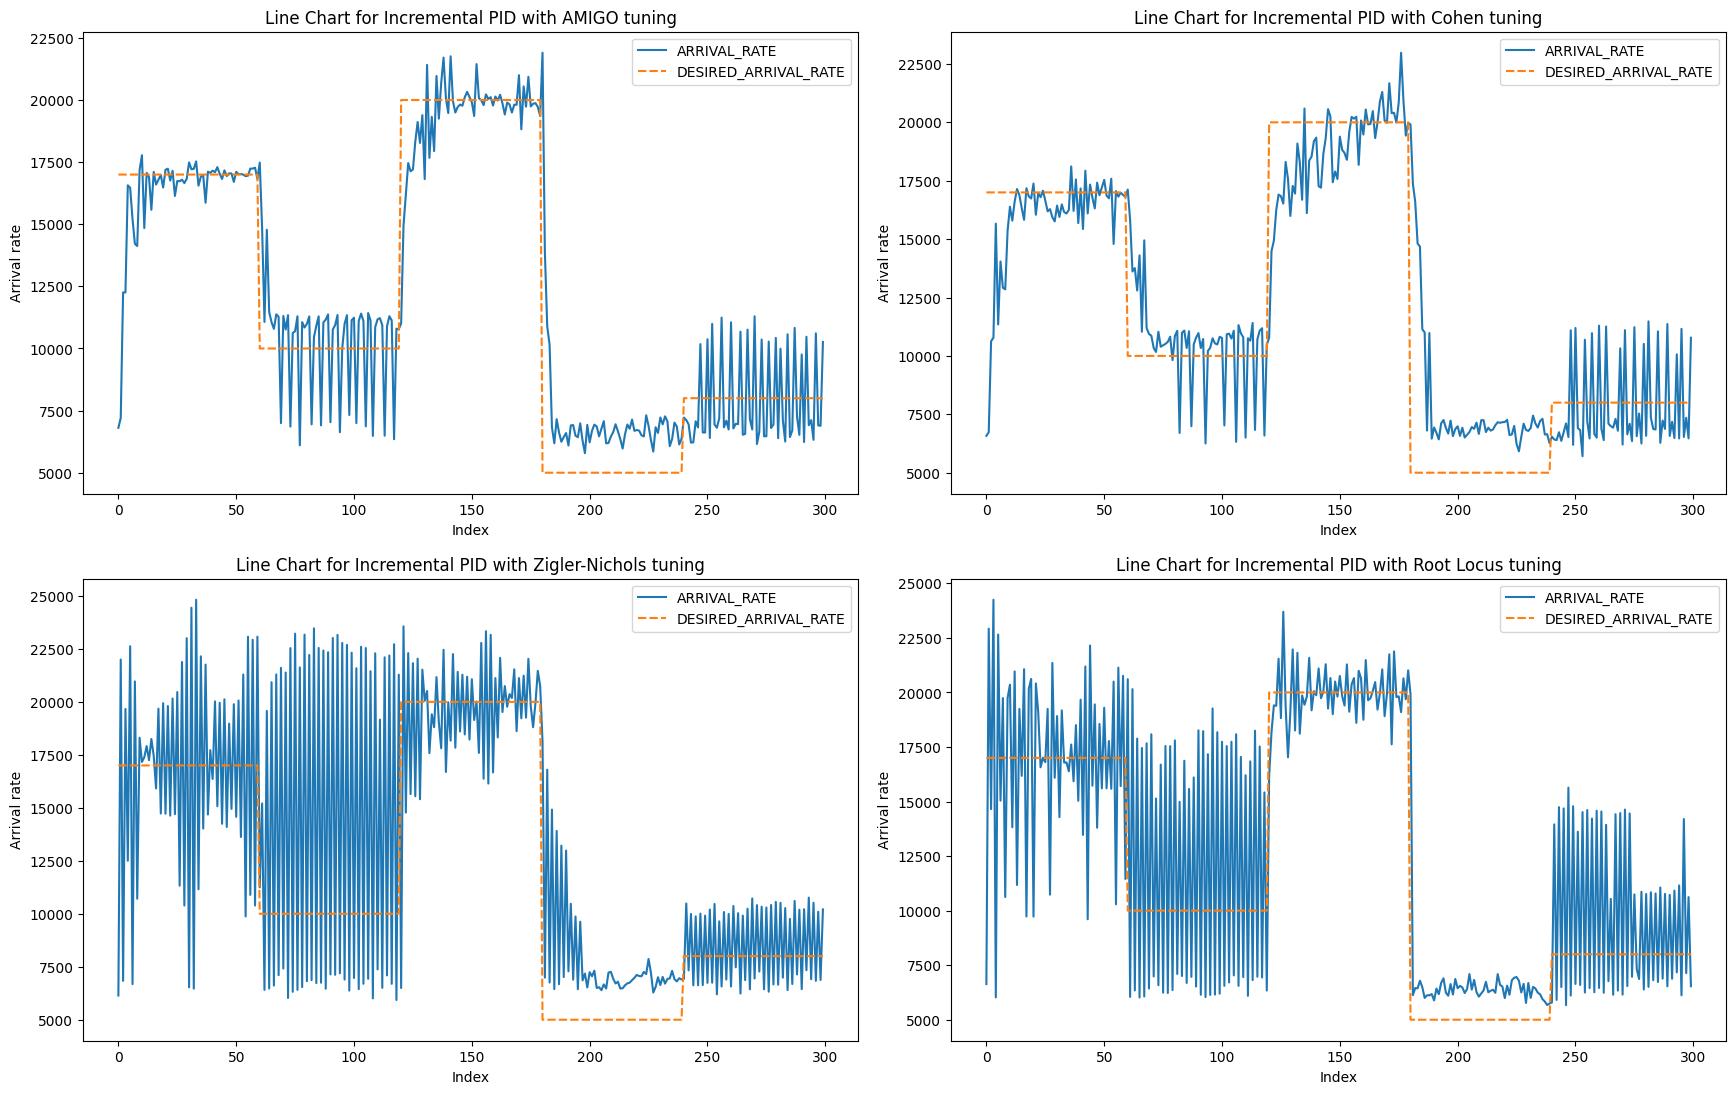 Line Chart for Incremental PID with AMIGO tuning
ARRIVAL_RATE
DESIRED_ARRIVAL_RATE
Arrival rate
22500
20000
17500
15000
12500
10000
7500
5000
0 50 100 150 200 250 300
Index
Line Chart for Incremental PID with Cohen tuning
ARRIVAL_RATE
DESIRED_ARRIVAL_RATE
Arrival rate
22500
20000
17500
15000
12500
10000
7500
5000
0 50 100 150 200 250 300
Index
Line Chart for Incremental PID with Zigler-Nichols tuning
ARRIVAL_RATE
DESIRED_ARRIVAL_RATE
Arrival rate
25000
22500
20000
17500
15000
12500
10000
7500
5000
0 50 100 150 200 250 300
Index
Line Chart for Incremental PID with Root Locus tuning
ARRIVAL_RATE
DESIRED_ARRIVAL_RATE
Arrival rate
25000
22500
20000
17500
15000
12500
10000
7500
5000
0 50 100 150 200 250 300
Index